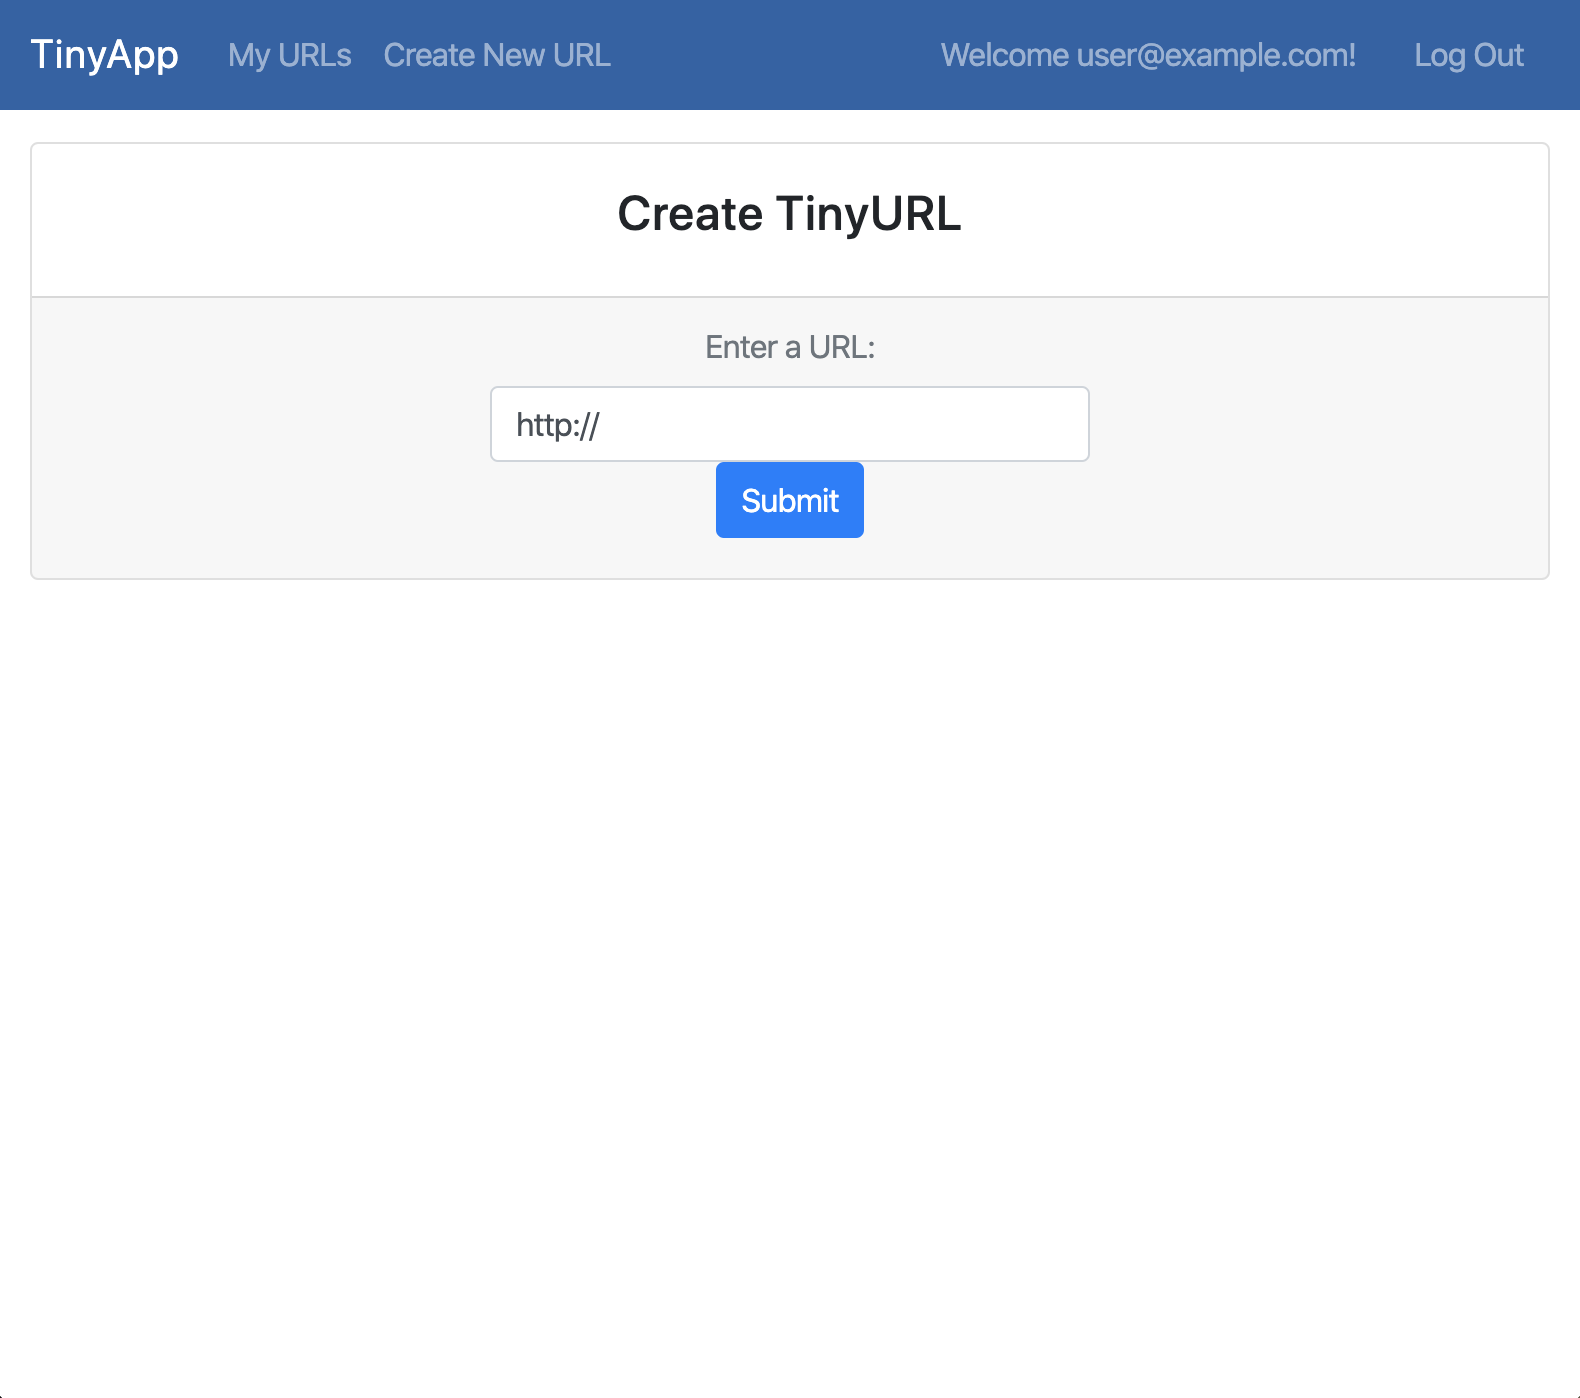 TinyApp My URLs Create New URL Welcome user@example.com! Log Out
Create TinyURL
Enter a URL:
http://
Submit